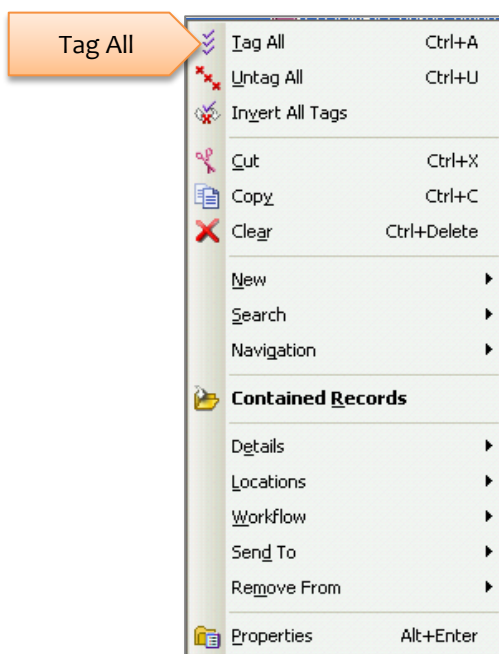 Tag All
Tag All Ctrl+A
Untag All Ctrl+U
Invert All Tags
Cut Ctrl+X
Copy Ctrl+C
Clear Ctrl+Delete
New
Search
Navigation
Contained Records
Details
Locations
Workflow
Send To
Remove From
Properties Alt+Enter